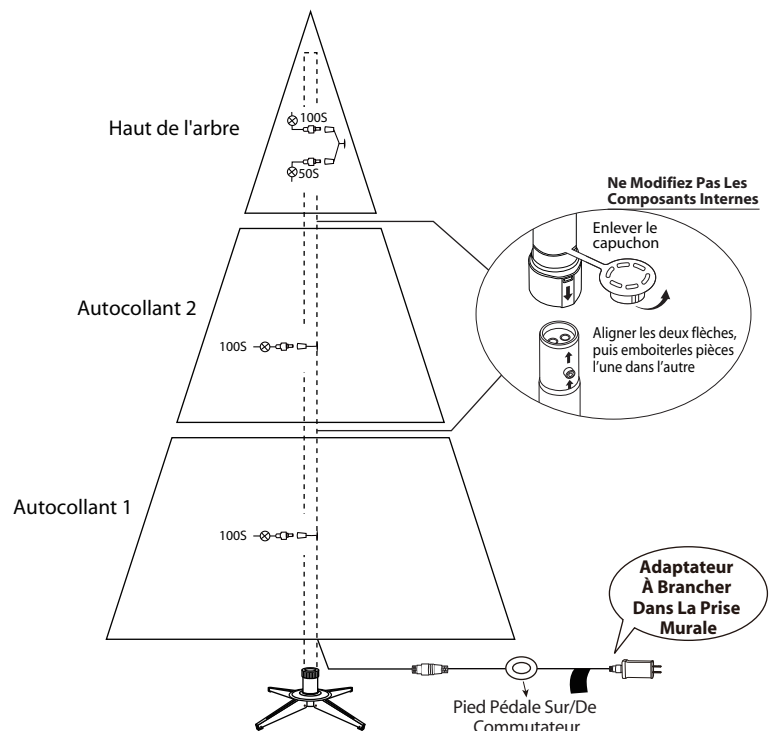 Haut de l'arbre
100S
50S
Ne Modifiez Pas Les
Composants Internes
Enlever le
capuchon
Aligner les deux flèches,
puis emboiterles pièces
l'une dans l'autre
Autocollant 2
100S
Autocollant 1
100S
Adaptateur
À Brancher
Dans La Prise
Murale
Pied Pédale Sur/De
Commutateur